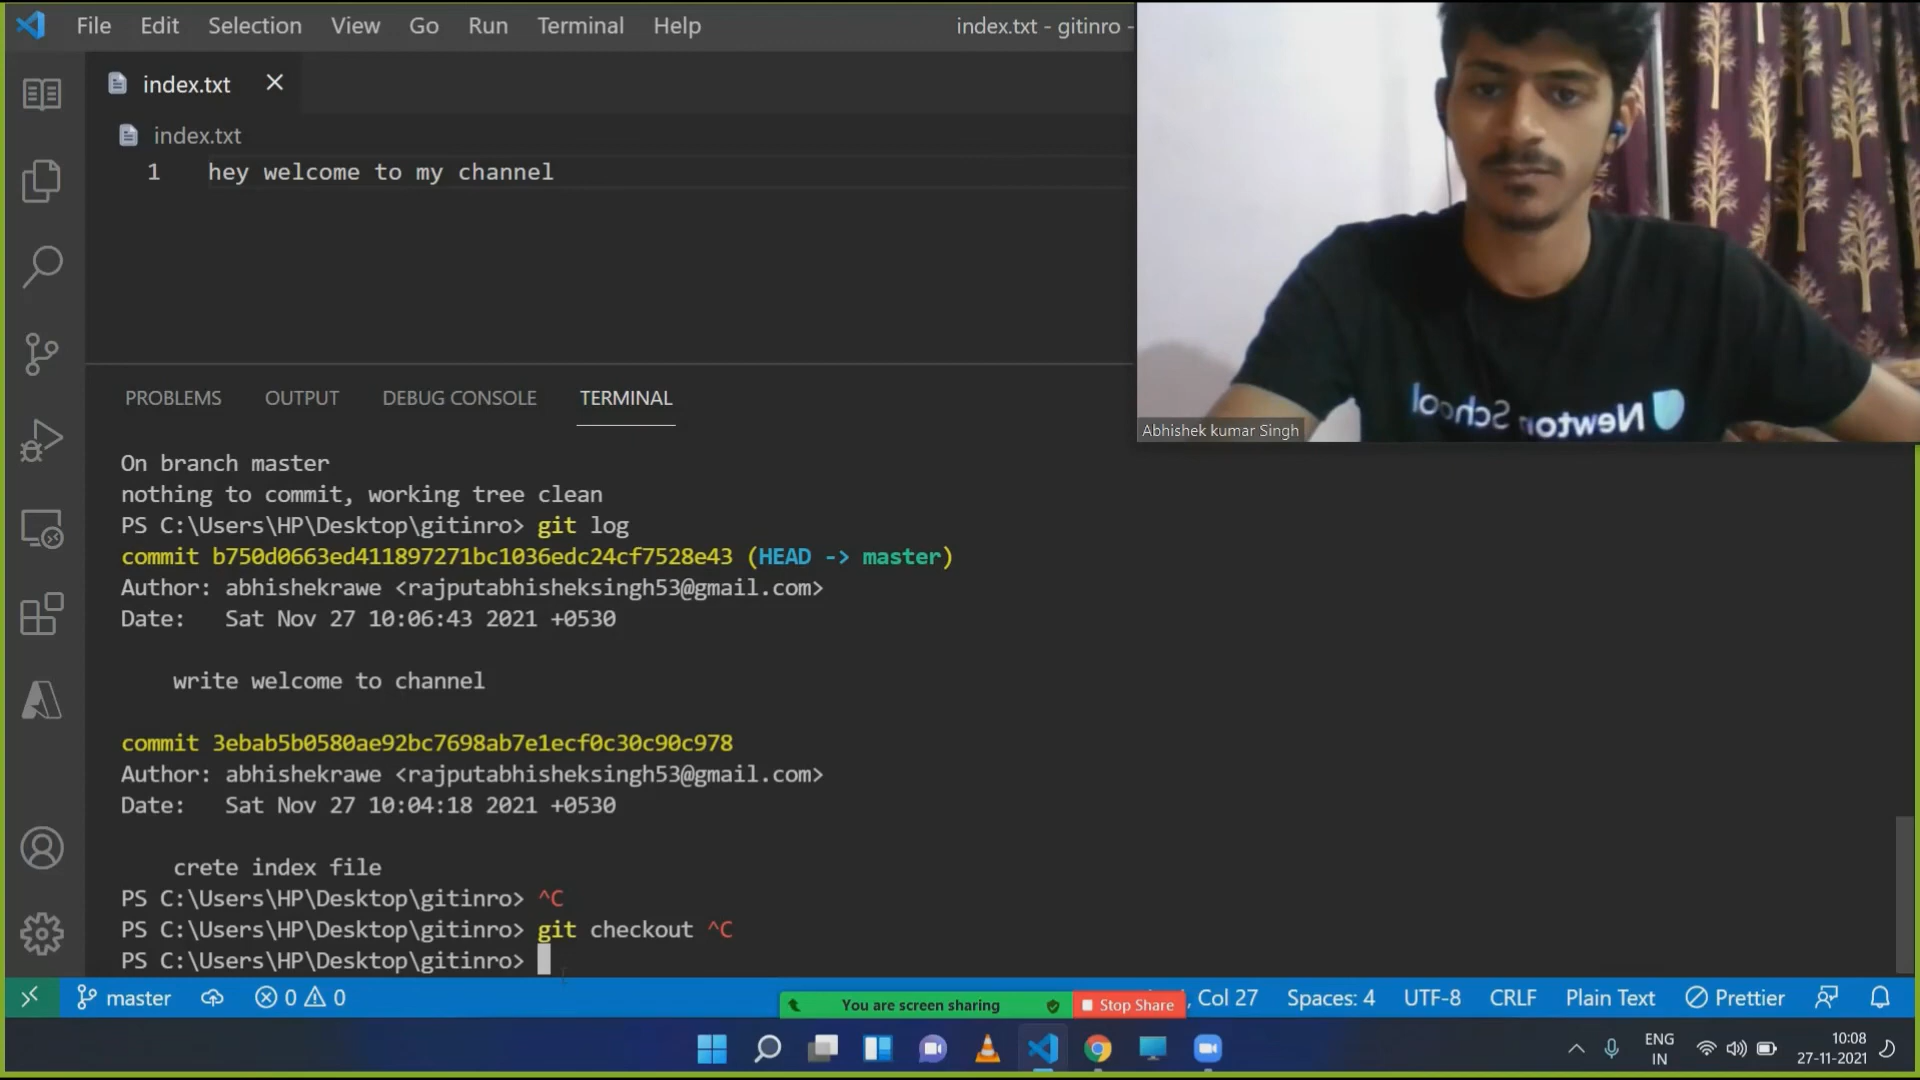 File Edit Selection View Go Run Terminal Help
index.txt - gitinro -
index.txt
index.txt
1 hey welcome to my channel
Newton School
Abhishek kumar Singh
PROBLEMS OUTPUT DEBUG CONSOLE TERMINAL
On branch master
nothing to commit, working tree clean
PS C:\Users\HP\Desktop\gitinro> git log
commit b750d0663ed411897271bc1036edc24cf7528e43 (HEAD -> master)
Author: abhishekrawe <rajputabhisheksingh53@gmail.com>
Date:   Sat Nov 27 10:06:43 2021 +0530
write welcome to channel
commit 3ebab5b0580ae92bc7698ab7e1ecf0c30c90c978
Author: abhishekrawe <rajputabhisheksingh53@gmail.com>
Date:   Sat Nov 27 10:04:18 2021 +0530
crete index file
PS C:\Users\HP\Desktop\gitinro> ^C
PS C:\Users\HP\Desktop\gitinro> git checkout ^C
PS C:\Users\HP\Desktop\gitinro>
master 0 0 Col 27 Spaces: 4 UTF-8 CRLF Plain Text Prettier
You are screen sharing Stop Share
ENG
IN
10:08
27-11-2021